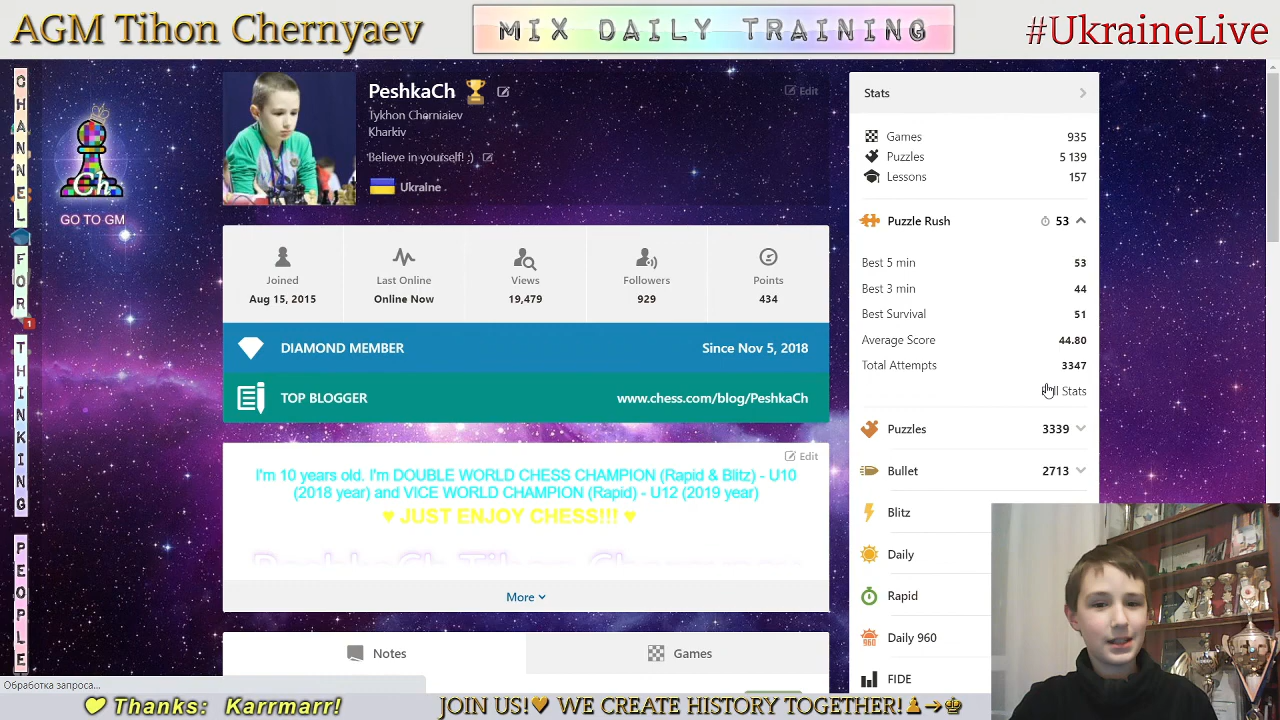 AGM Tihon Chernyaev
MIX DAILY TRAINING
#UkraineLive
CHANNEL FOR THINKING PEOPLE
Ch
GO TO GM
1
PeshkaCh
Edit
Tykhon Cherniaiev
Kharkiv
Believe in yourself! :)
Ukraine
Joined
Aug 15, 2015
Last Online
Online Now
Views
19,479
Followers
929
Points
434
DIAMOND MEMBER Since Nov 5, 2018
TOP BLOGGER www.chess.com/blog/PeshkaCh
Edit
I'm 10 years old. I'm DOUBLE WORLD CHESS CHAMPION (Rapid & Blitz) - U10
(2018 year) and VICE WORLD CHAMPION (Rapid) - U12 (2019 year)
♥ JUST ENJOY CHESS!!! ♥
More
Notes
Games
Stats
Games 935
Puzzles 5 139
Lessons 157
Puzzle Rush 53
Best 5 min 53
Best 3 min 44
Best Survival 51
Average Score 44.80
Total Attempts 3347
Stats
Puzzles 3339
Bullet 2713
Blitz
Daily
Rapid
Daily 960
960
FIDE
Обработка запроса...
Thanks: Karrmarr!
JOIN US!♥ WE CREATE HISTORY TOGETHER!♟→♚